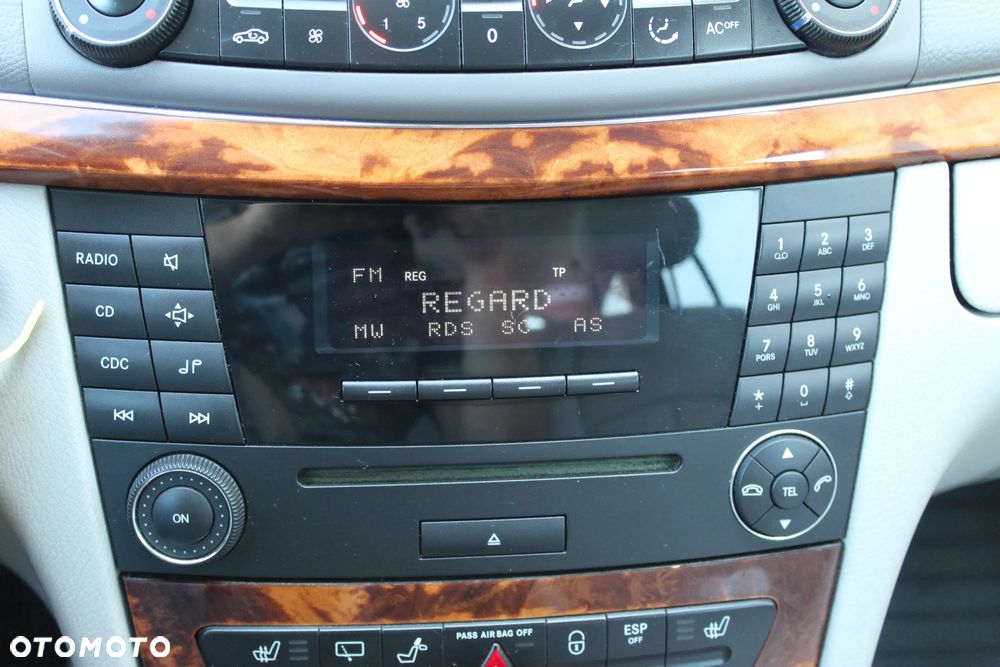 1 5
0
AC OFF
RADIO
CD
CDC
FM REG TP
REGARD
MW RDS SC AS
1 QO
2 ABC
3 DEF
4 GHI
5 JKL
6 MNO
7 PQRS
8 TUV
9 WXYZ
* +
0
#
ON
TEL
PASS AIR BAG OFF
ESP OFF
OTOMOTO